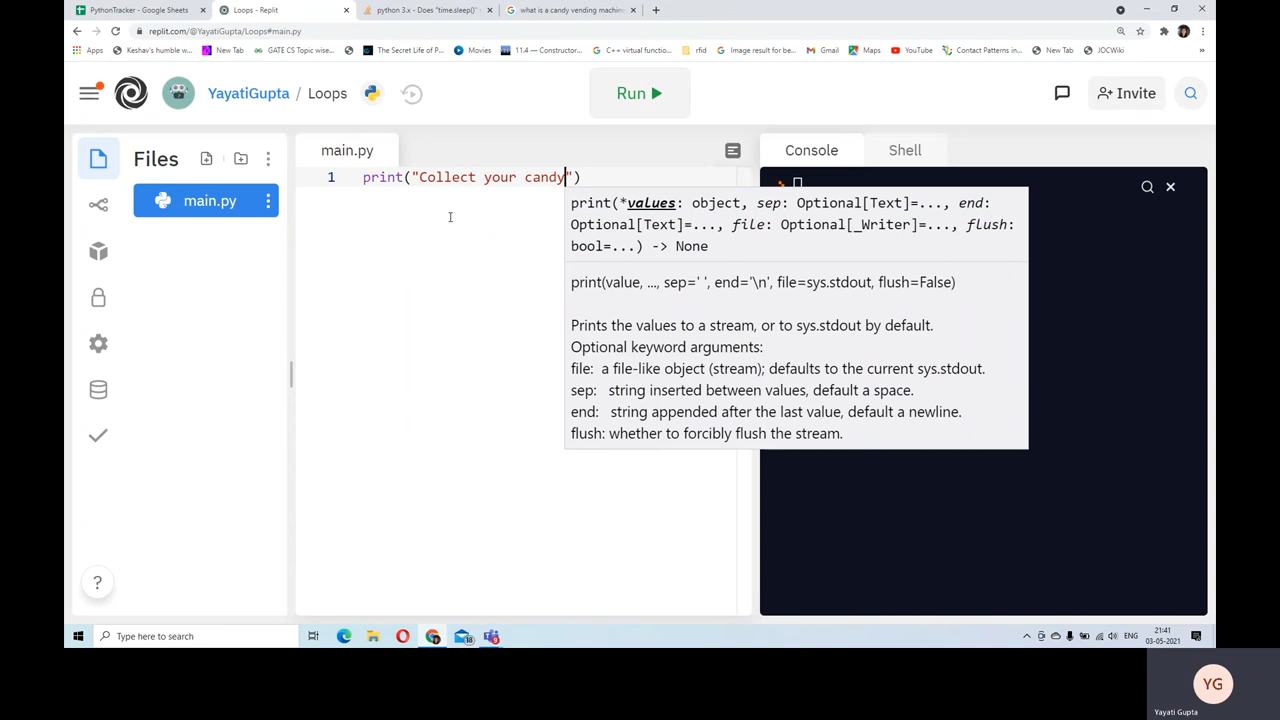 PythonTracker - Google Sheets
Loops - Replit
python 3.x - Does "time.sleep()"
what is a candy vending machin
replit.com/@YayatiGupta/Loops#main.py
Apps
GATE CS Topic wise
Keshav's humble w
New Tab
The Secret Life of P
Movies
11.4 — Constructor
C++ virtual functio
rfid
Image result for be
Gmail
Maps
YouTube
Contact Patterns in
New Tab
JOCWiki
YayatiGupta / Loops
Run
Invite
Files
main.py
main.py
Console
Shell
1 print("Collect your candy")
print(*values: object, sep: Optional[Text]=..., end:
Optional[Text]=..., file: Optional[_Writer]=..., flush:
bool=...) -> None
print(value, ..., sep=' ', end='\n', file=sys.stdout, flush=False)
Prints the values to a stream, or to sys.stdout by default.
Optional keyword arguments:
file: a file-like object (stream); defaults to the current sys.stdout.
sep: string inserted between values, default a space.
end: string appended after the last value, default a newline.
flush: whether to forcibly flush the stream.
?
Type here to search
18
ENG
21:41
03-05-2021
YG
Yayati Gupta